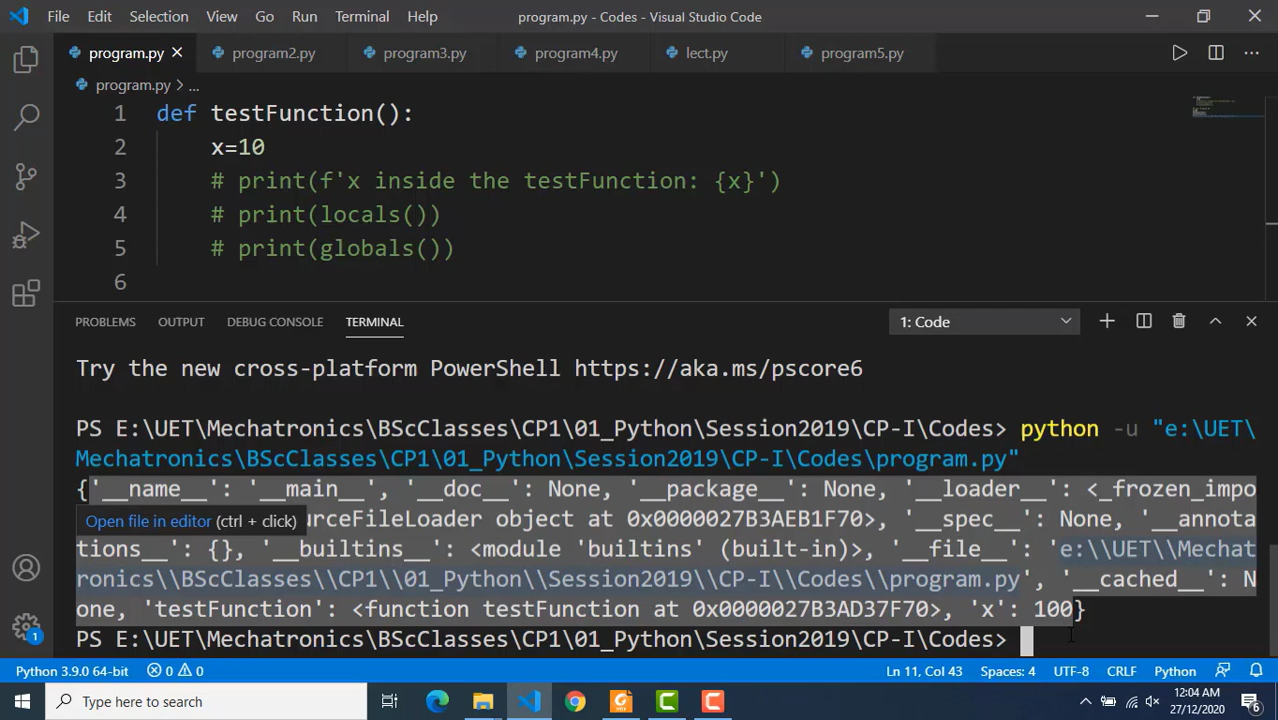 File Edit Selection View Go Run Terminal Help program.py - Codes - Visual Studio Code
program.py program2.py program3.py program4.py lect.py program5.py
program.py > ...
1 def testFunction():
2 x=10
3 # print(f'x inside the testFunction: {x}')
4 # print(locals())
5 # print(globals())
6
PROBLEMS OUTPUT DEBUG CONSOLE TERMINAL 1: Code
Try the new cross-platform PowerShell https://aka.ms/pscore6
PS E:\UET\Mechatronics\BScClasses\CP1\01_Python\Session2019\CP-I\Codes> python -u "e:\UET\
Mechatronics\BScClasses\CP1\01_Python\Session2019\CP-I\Codes\program.py"
{'__name__': '__main__', '__doc__': None, '__package__': None, '__loader__': <_frozen_impo
Open file in editor (ctrl + click) urceFileLoader object at 0x0000027B3AEB1F70>, '__spec__': None, '__annota
tions__': {}, '__builtins__': <module 'builtins' (built-in)>, '__file__': 'e:\\UET\\Mechat
ronics\\BScClasses\\CP1\\01_Python\\Session2019\\CP-I\\Codes\\program.py', '__cached__': N
one, 'testFunction': <function testFunction at 0x0000027B3AD37F70>, 'x': 100}
PS E:\UET\Mechatronics\BScClasses\CP1\01_Python\Session2019\CP-I\Codes>
1 Python 3.9.0 64-bit 0 0 Ln 11, Col 43 Spaces: 4 UTF-8 CRLF Python
Type here to search 12:04 AM
27/12/2020 6